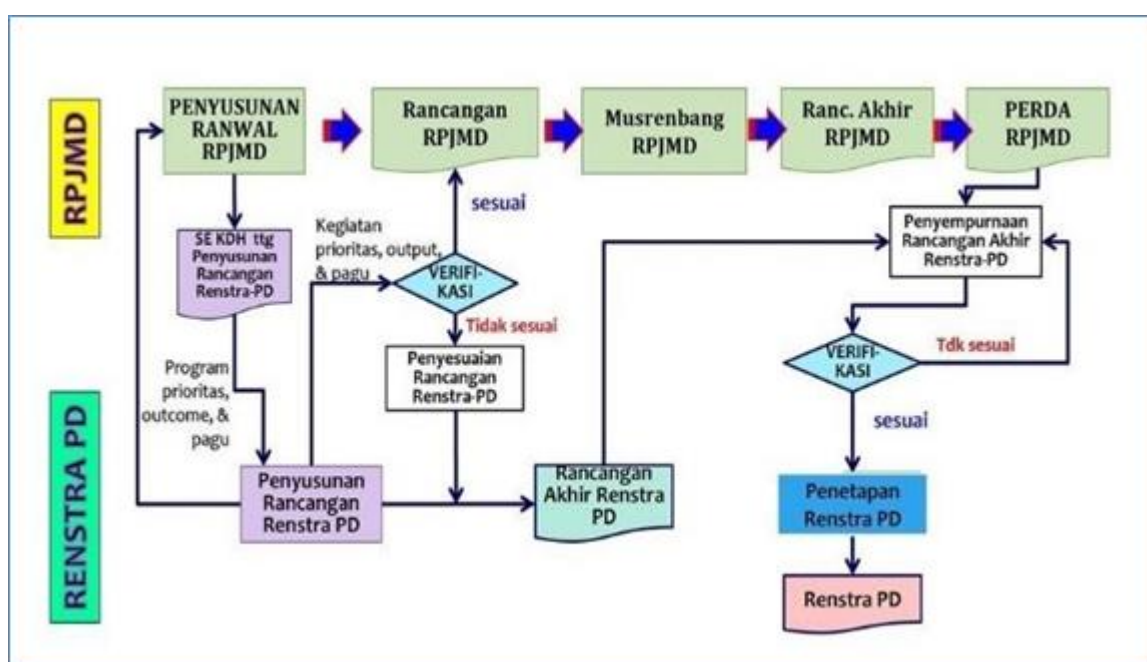 RPJMD
PENYUSUNAN
RANWAL
RPJMD
Rancangan
RPJMD
Musrenbang
RPJMD
Ranc. Akhir
RPJMD
PERDA
RPJMD
SE KDH ttg
Penyusunan
Rancangan
Renstra-PD
Kegiatan
prioritas, output,
& pagu
sesuai
VERIFI-
KASI
Tidak sesuai
Penyesuaian
Rancangan
Renstra-PD
Penyempurnaan
Rancangan Akhir
Renstra-PD
VERIFI-
KASI
Tdk sesuai
sesuai
RENSTRA PD
Program
prioritas,
outcome, &
pagu
Penyusunan
Rancangan
Renstra PD
Rancangan
Akhir Renstra
PD
Penetapan
Renstra PD
Renstra PD